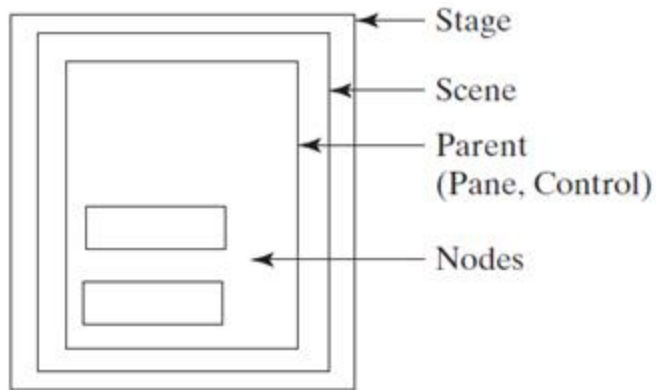 Stage
Scene
Parent
(Pane, Control)
Nodes